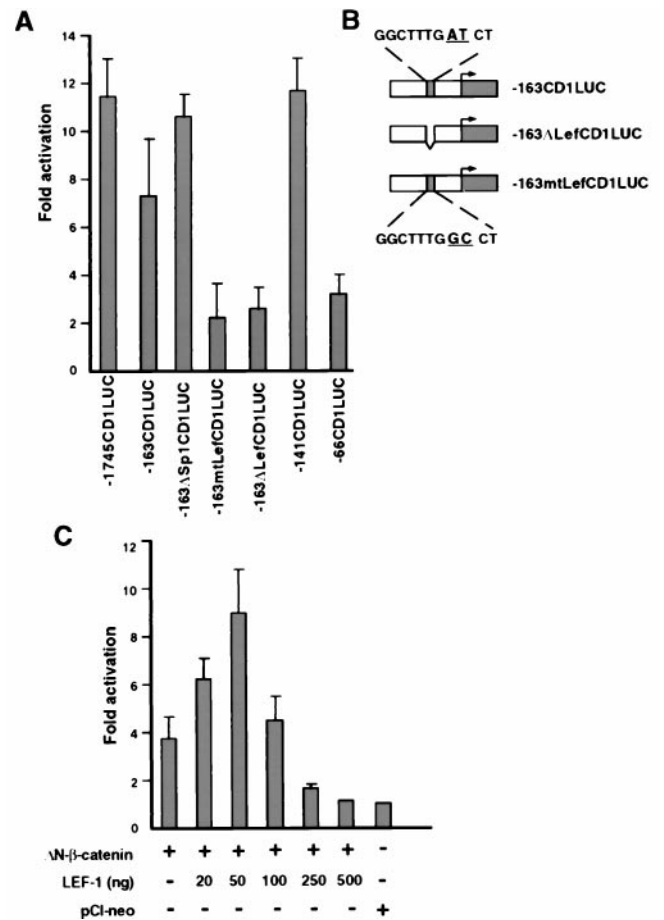 A
Fold activation
14
12
10
8
6
4
2
0
-1745CD1LUC
-163CD1LUC
-163ΔSp1CD1LUC
-163mtLefCD1LUC
-163ΔLefCD1LUC
-141CD1LUC
-66CD1LUC
B
GGCTTTG AT CT
-163CD1LUC
-163ΔLefCD1LUC
-163mtLefCD1LUC
GGCTTTG GC CT
C
Fold activation
12
10
8
6
4
2
0
ΔN-β-catenin + + + + + + -
LEF-1 (ng) - 20 50 100 250 500 -
pCI-neo - - - - - - +